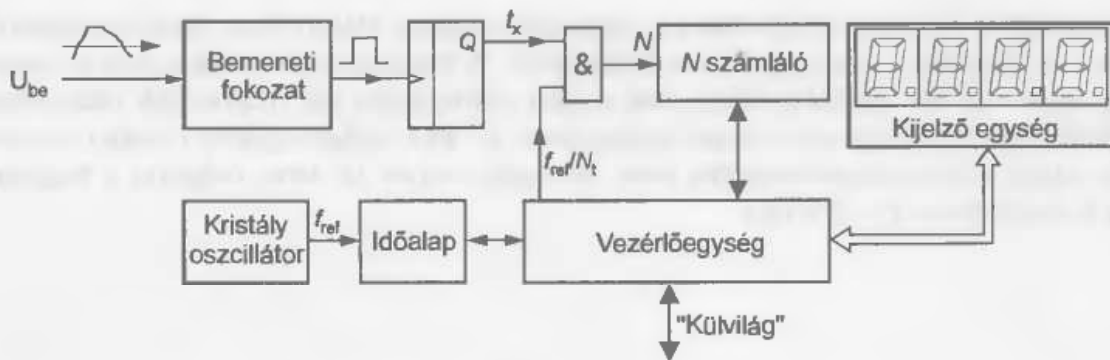 U_be
Bemeneti
fokozat
Q
t_x
&
N
N számláló
Kijelző egység
f_ref/N_t
Kristály
oszcillátor
f_ref
Időalap
Vezérlőegység
"Külvilág"